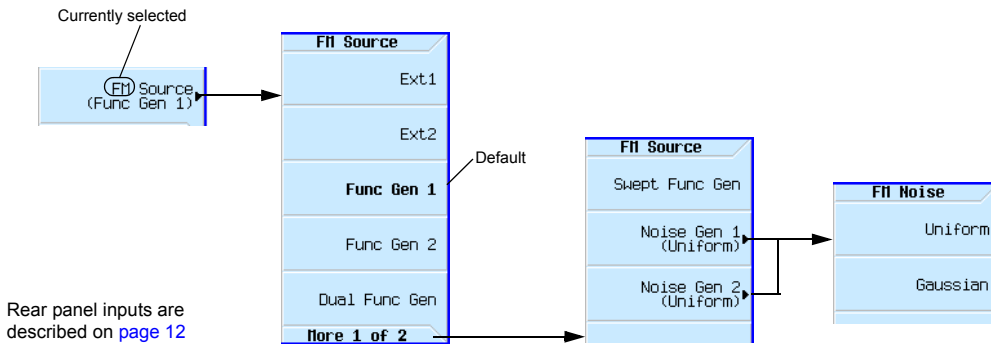 Currently selected
FM Source
(Func Gen 1)
FM Source
Ext1
Ext2
Func Gen 1
Default
Func Gen 2
Dual Func Gen
More 1 of 2
FM Source
Swept Func Gen
Noise Gen 1
(Uniform)
Noise Gen 2
(Uniform)
FM Noise
Uniform
Gaussian
Rear panel inputs are
described on page 12